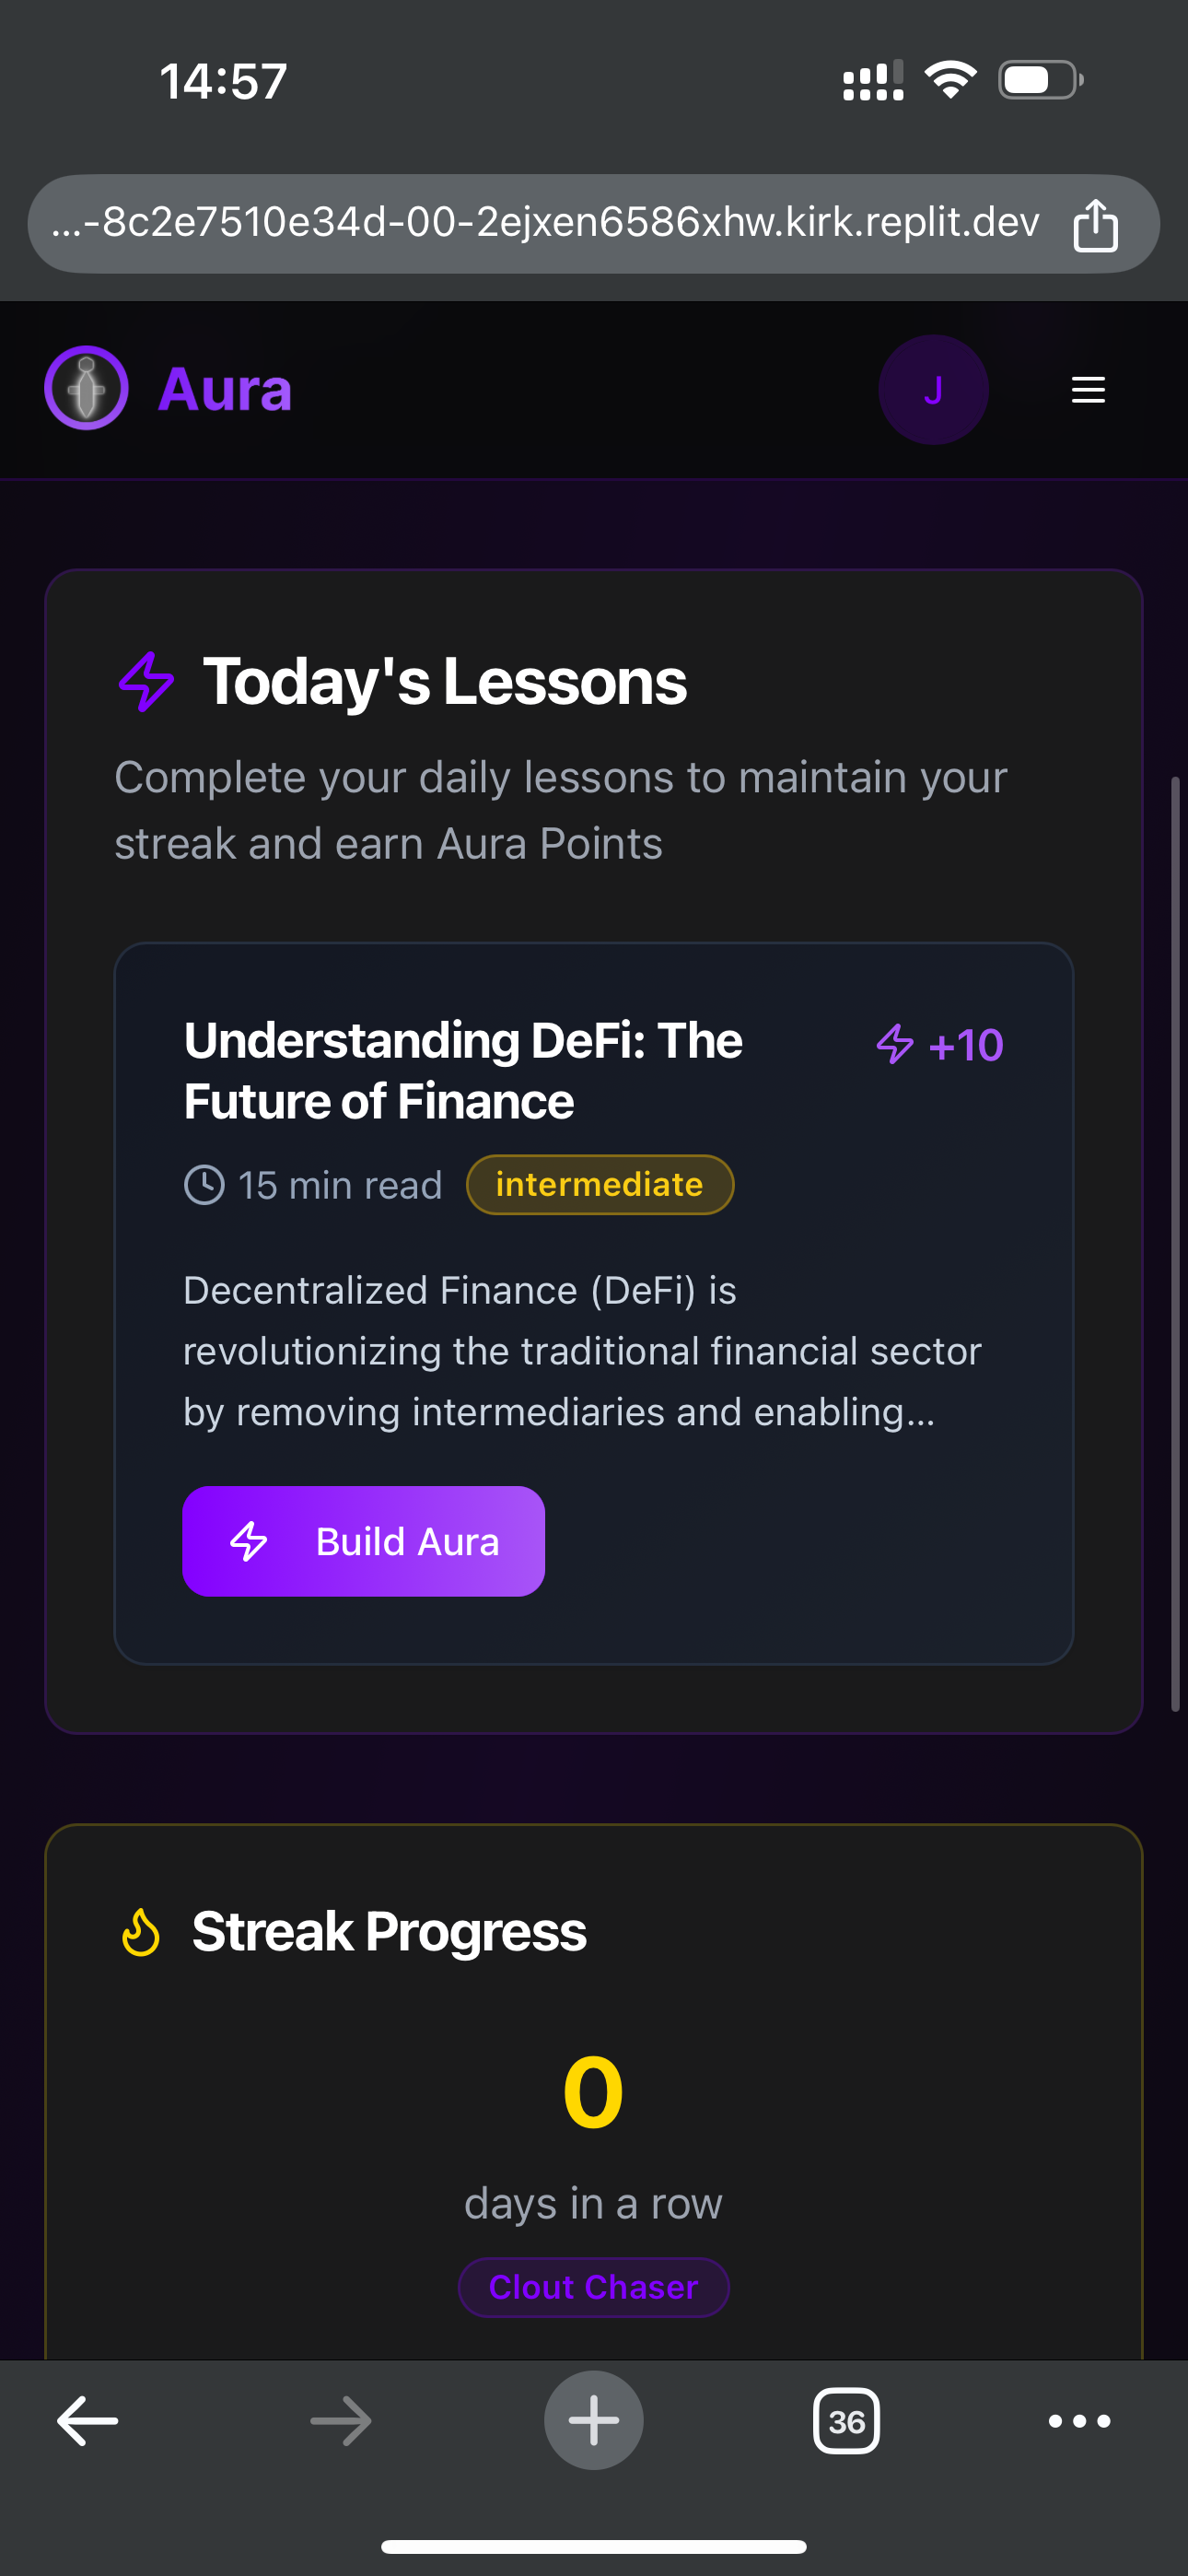 14:57
...-8c2e7510e34d-00-2ejxen6586xhw.kirk.replit.dev
Aura
J
Today's Lessons
Complete your daily lessons to maintain your
streak and earn Aura Points
Understanding DeFi: The
Future of Finance
+10
15 min read
intermediate
Decentralized Finance (DeFi) is
revolutionizing the traditional financial sector
by removing intermediaries and enabling...
Build Aura
Streak Progress
0
days in a row
Clout Chaser
36